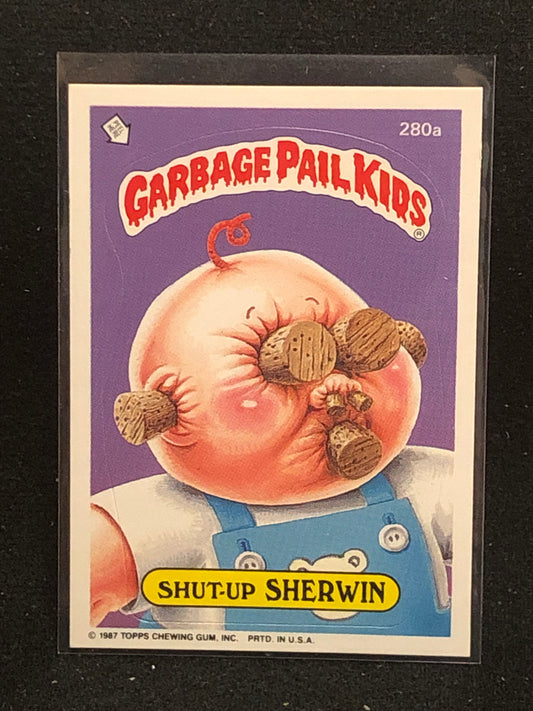 280a
GARBAGE PAIL KIDS
®
SHUT-UP SHERWIN
© 1987 TOPPS CHEWING GUM, INC. PRTD. IN U.S.A.